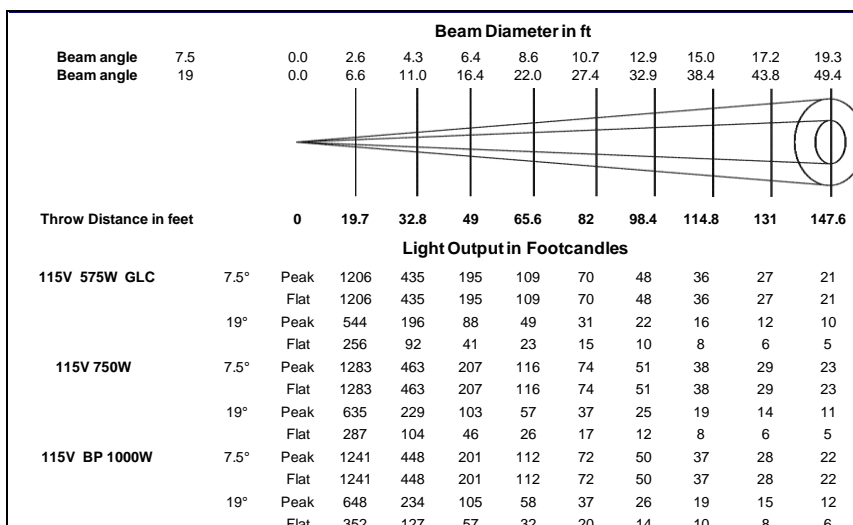 Beam Diameter in ft
Beam angle 7.5 0.0 2.6 4.3 6.4 8.6 10.7 12.9 15.0 17.2 19.3
Beam angle 19 0.0 6.6 11.0 16.4 22.0 27.4 32.9 38.4 43.8 49.4
Throw Distance in feet 0 19.7 32.8 49 65.6 82 98.4 114.8 131 147.6
Light Output in Footcandles
115V 575W GLC 7.5° Peak 1206 435 195 109 70 48 36 27 21
Flat 1206 435 195 109 70 48 36 27 21
19° Peak 544 196 88 49 31 22 16 12 10
Flat 256 92 41 23 15 10 8 6 5
115V 750W 7.5° Peak 1283 463 207 116 74 51 38 29 23
Flat 1283 463 207 116 74 51 38 29 23
19° Peak 635 229 103 57 37 25 19 14 11
Flat 287 104 46 26 17 12 8 6 5
115V BP 1000W 7.5° Peak 1241 448 201 112 72 50 37 28 22
Flat 1241 448 201 112 72 50 37 28 22
19° Peak 648 234 105 58 37 26 19 15 12
Flat 352 127 57 32 20 14 10 8 6